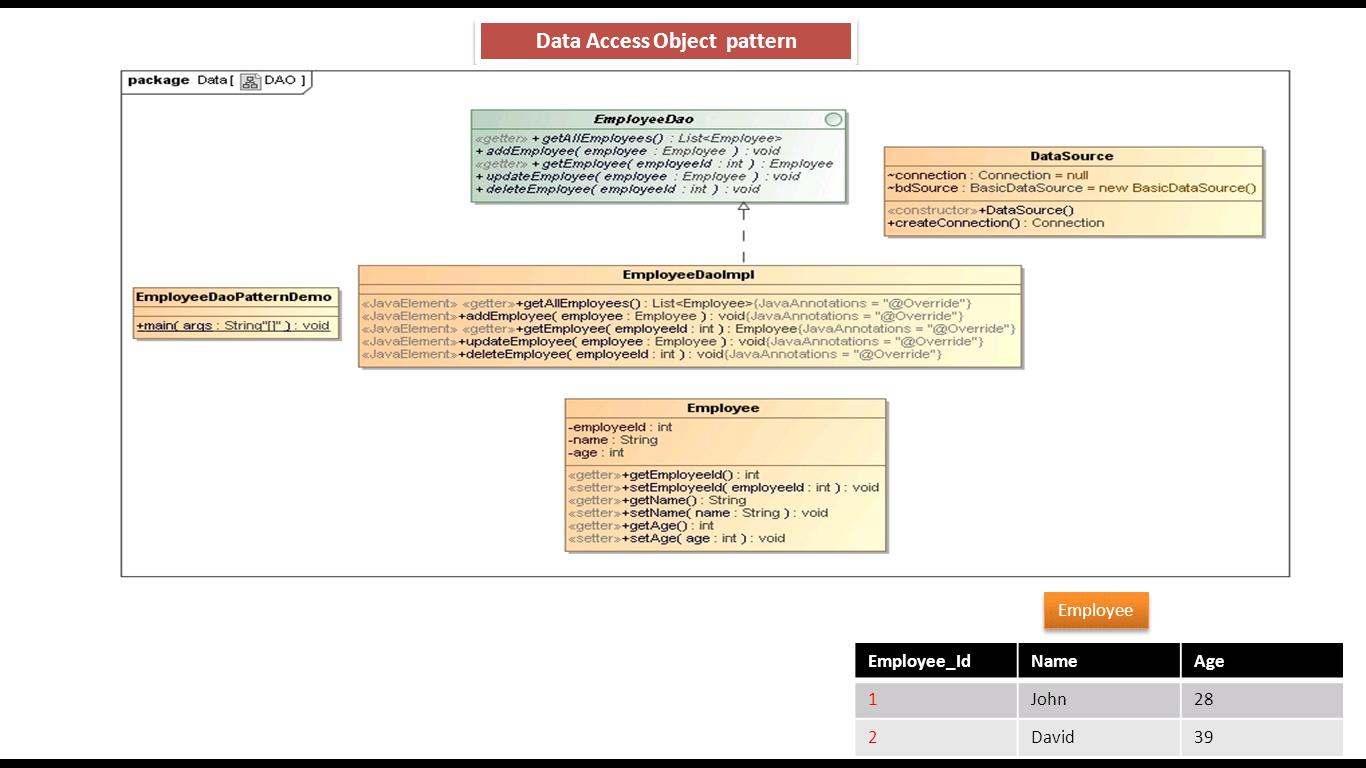 Data Access Object pattern
package Data[ DAO ]
EmployeeDao
«getter» + getAllEmployees() : List<Employee>
+ addEmployee( employee : Employee ) : void
«getter» + getEmployee( employeeId : int ) : Employee
+ updateEmployee( employee : Employee ) : void
+ deleteEmployee( employeeId : int ) : void
DataSource
~connection : Connection = null
~bdSource : BasicDataSource = new BasicDataSource()
«constructor»+DataSource()
+createConnection() : Connection
EmployeeDaoPatternDemo
+main( args : String"[]" ) : void
EmployeeDaoImpl
«JavaElement» «getter»+getAllEmployees() : List<Employee>{JavaAnnotations = "@Override"}
«JavaElement»+addEmployee( employee : Employee ) : void{JavaAnnotations = "@Override"}
«JavaElement» «getter»+getEmployee( employeeId : int ) : Employee{JavaAnnotations = "@Override"}
«JavaElement»+updateEmployee( employee : Employee ) : void{JavaAnnotations = "@Override"}
«JavaElement»+deleteEmployee( employeeId : int ) : void{JavaAnnotations = "@Override"}
Employee
-employeeId : int
-name : String
-age : int
«getter»+getEmployeeId() : int
«setter»+setEmployeeId( employeeId : int ) : void
«getter»+getName() : String
«setter»+setName( name : String ) : void
«getter»+getAge() : int
«setter»+setAge( age : int ) : void
Employee
Employee_Id Name Age
1 John 28
2 David 39